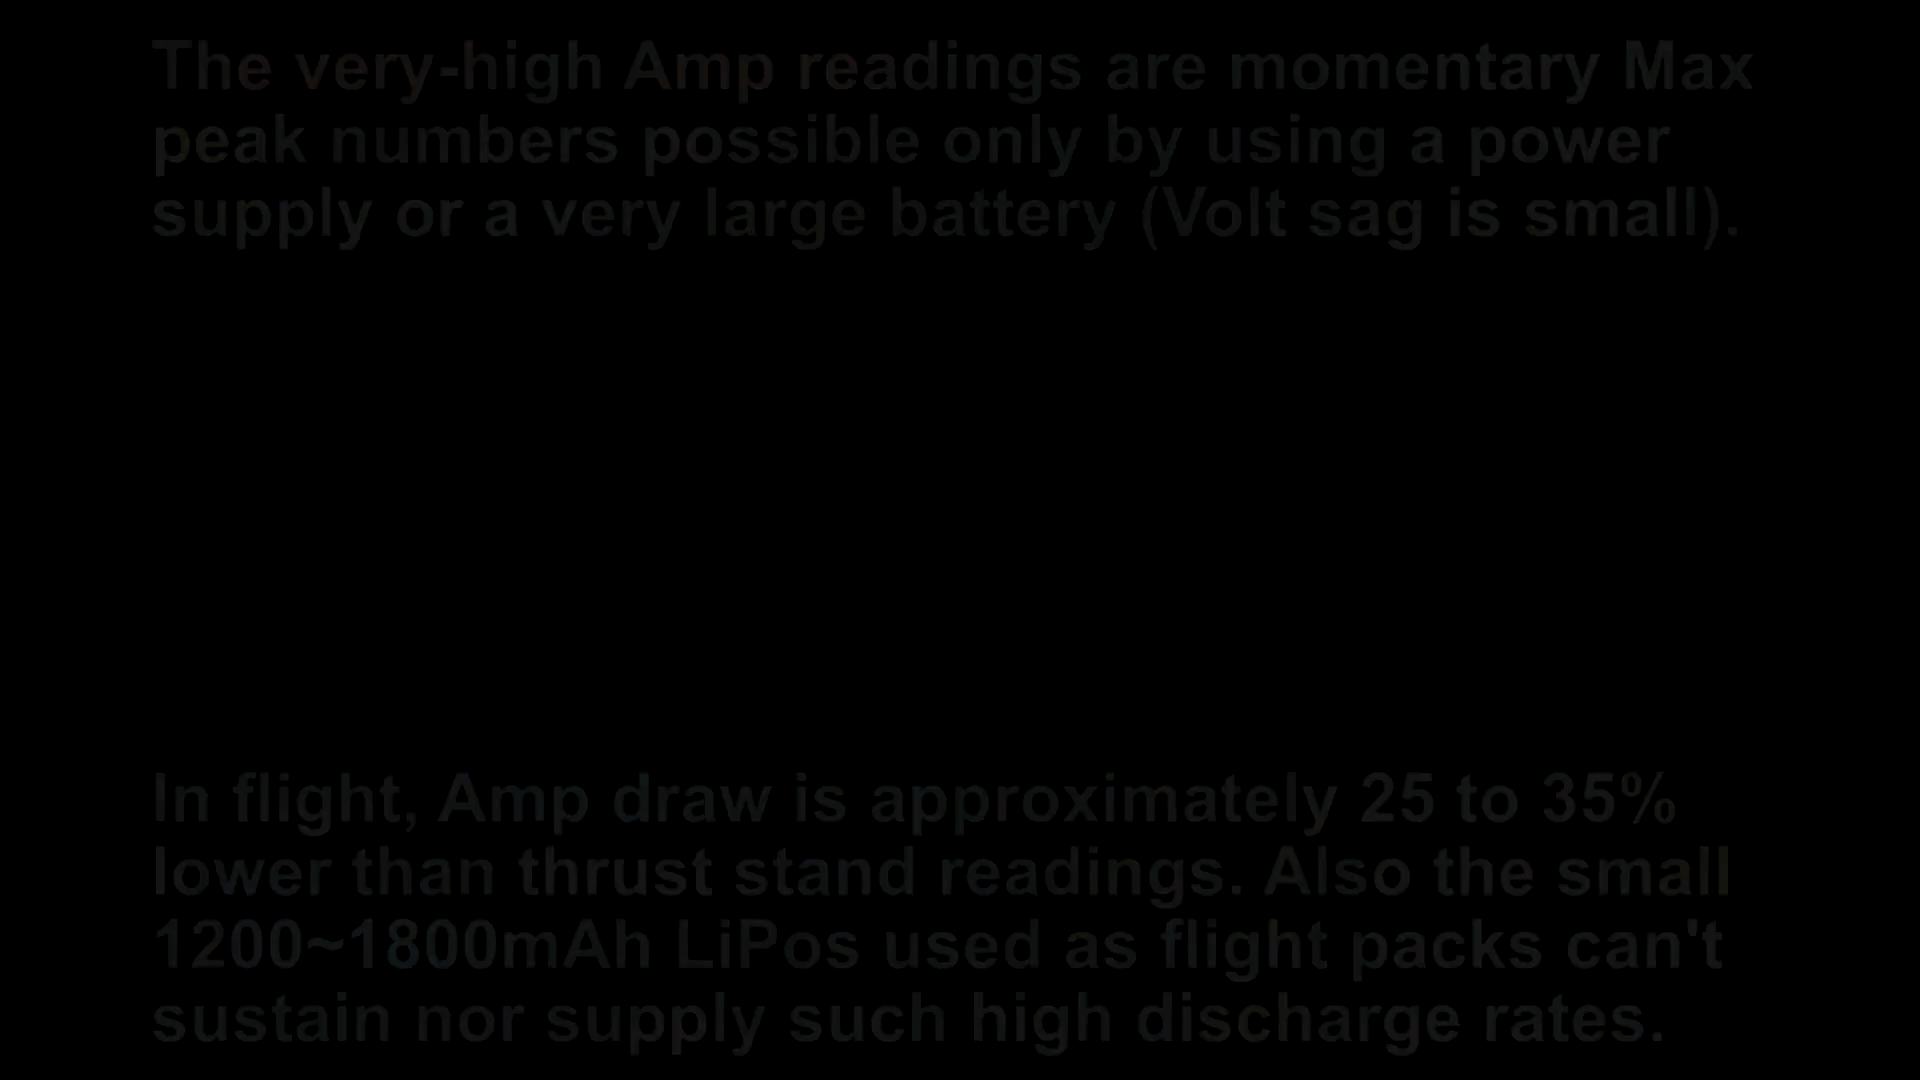 The very-high Amp readings are momentary Max
peak numbers possible only by using a power
supply or a very large battery (Volt sag is small).
In flight, Amp draw is approximately 25 to 35%
lower than thrust stand readings. Also the small
1200~1800mAh LiPos used as flight packs can't
sustain nor supply such high discharge rates.